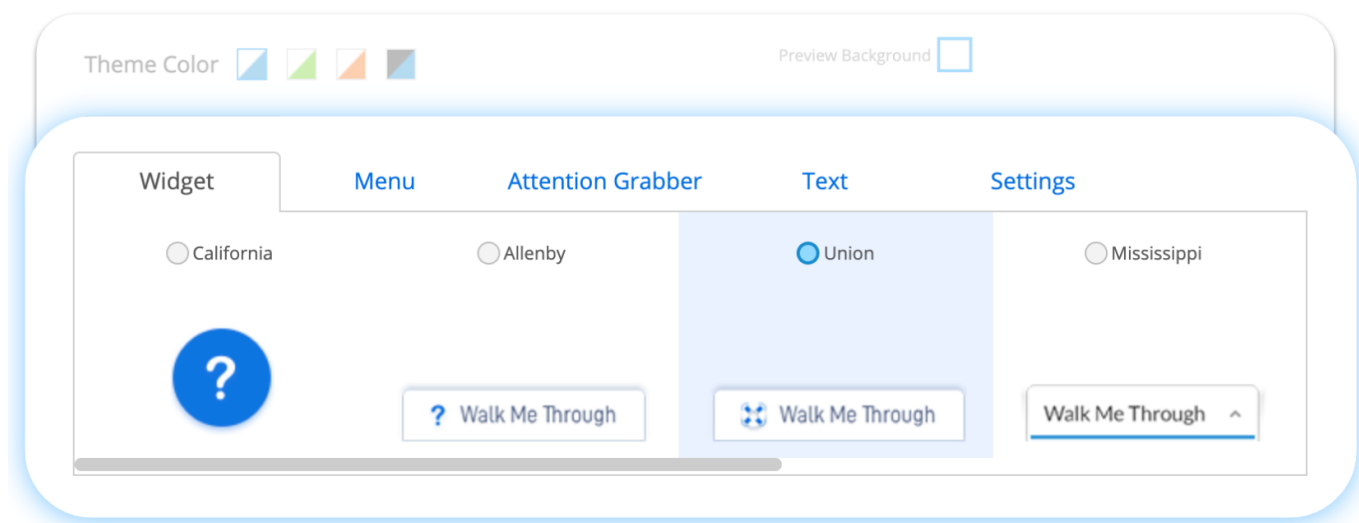 Theme Color
Preview Background
Widget Menu Attention Grabber Text Settings
California Allenby Union Mississippi
?
? Walk Me Through Walk Me Through Walk Me Through